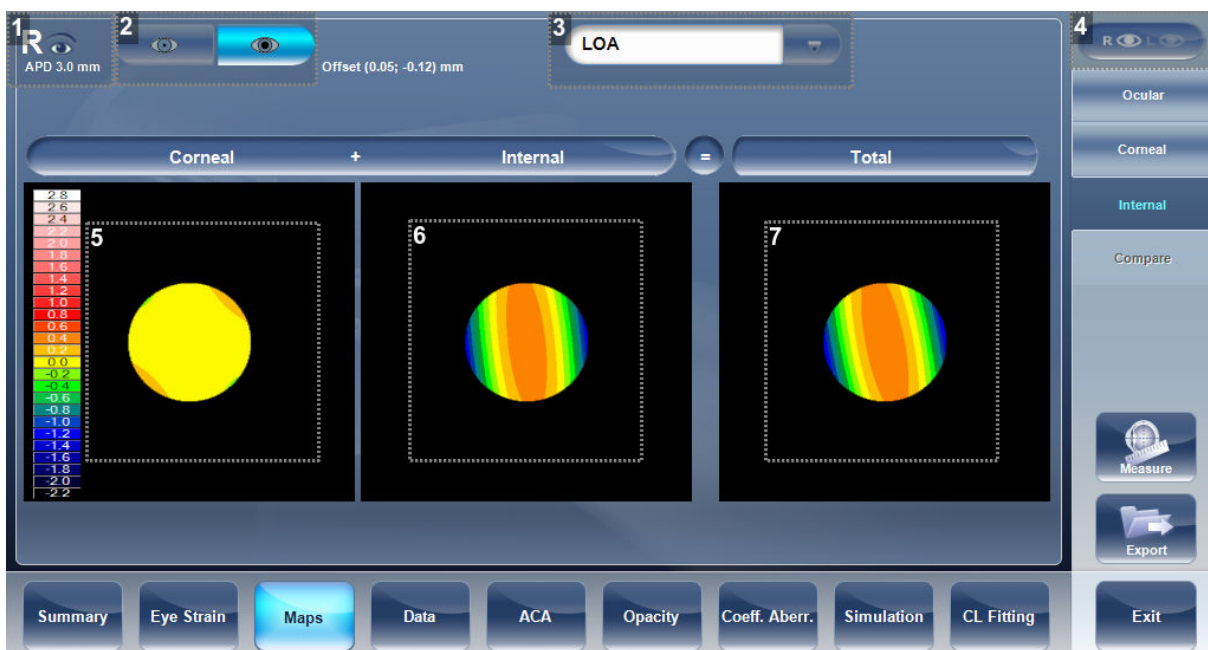 1
R
APD 3.0 mm
2
Offset (0.05; -0.12) mm
3
LOA
4
R L
Ocular
Corneal
Internal
Compare
Corneal + Internal = Total
2.8
2.6
2.4
2.2
2.0
1.8
1.6
1.4
1.2
1.0
0.8
0.6
0.4
0.2
0.0
-0.2
-0.4
-0.6
-0.8
-1.0
-1.2
-1.4
-1.6
-1.8
-2.0
-2.2
5
6
7
Measure
Export
Summary Eye Strain Maps Data ACA Opacity Coeff. Aberr. Simulation CL Fitting Exit